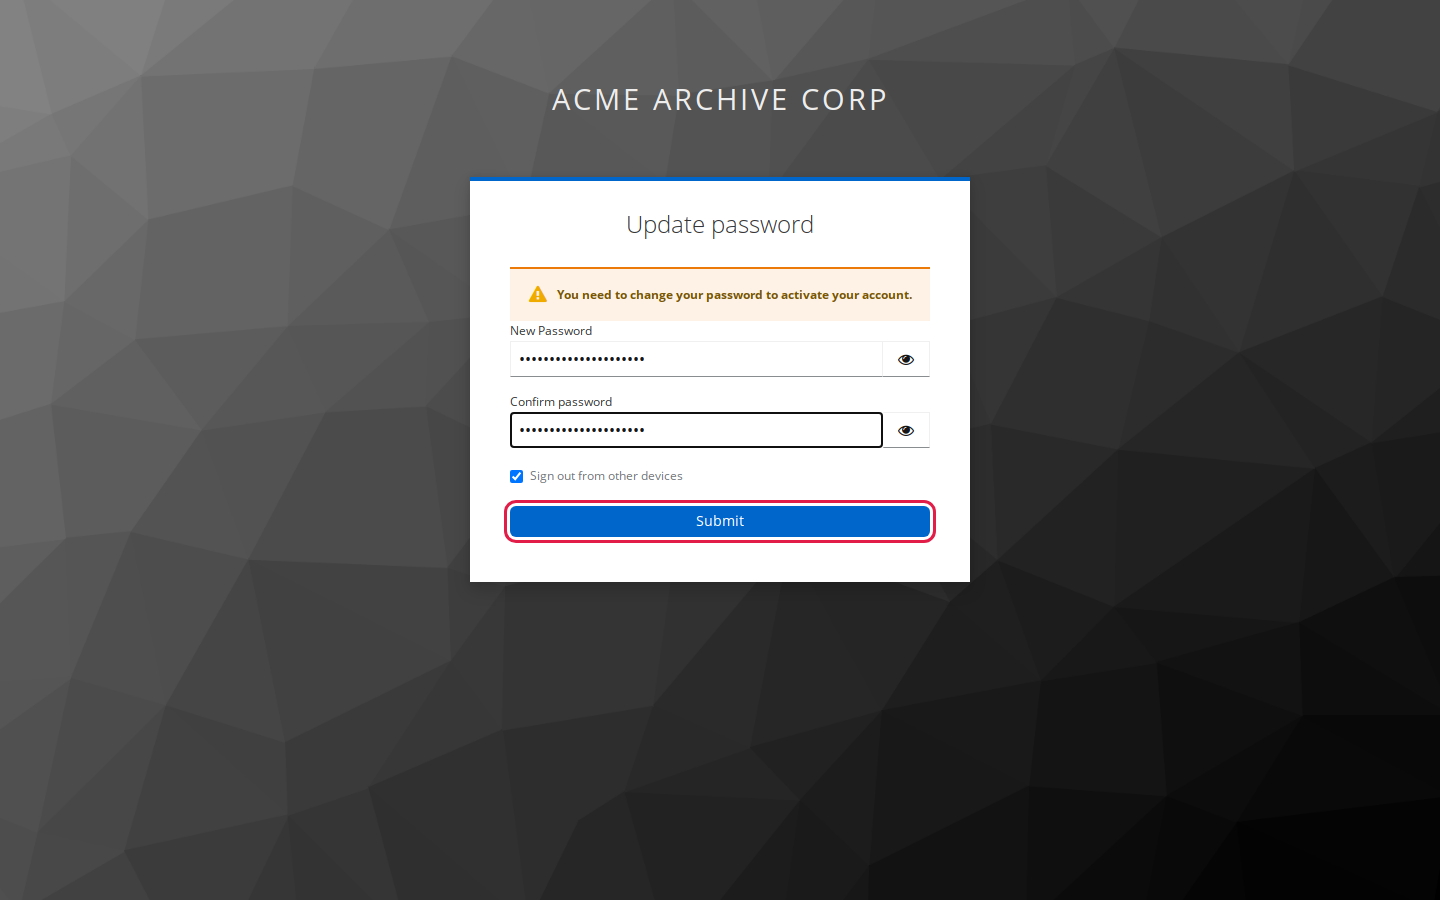 ACME ARCHIVE CORP
Update password
You need to change your password to activate your account.
New Password
•••••••••••••••••••••
Confirm password
•••••••••••••••••••••
Sign out from other devices
Submit